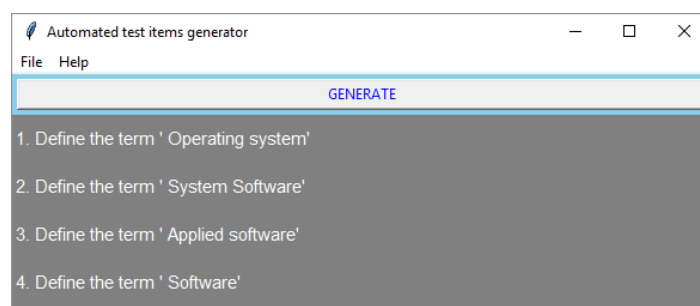 Automated test items generator
File Help
GENERATE
1. Define the term ' Operating system'
2. Define the term ' System Software'
3. Define the term ' Applied software'
4. Define the term ' Software'